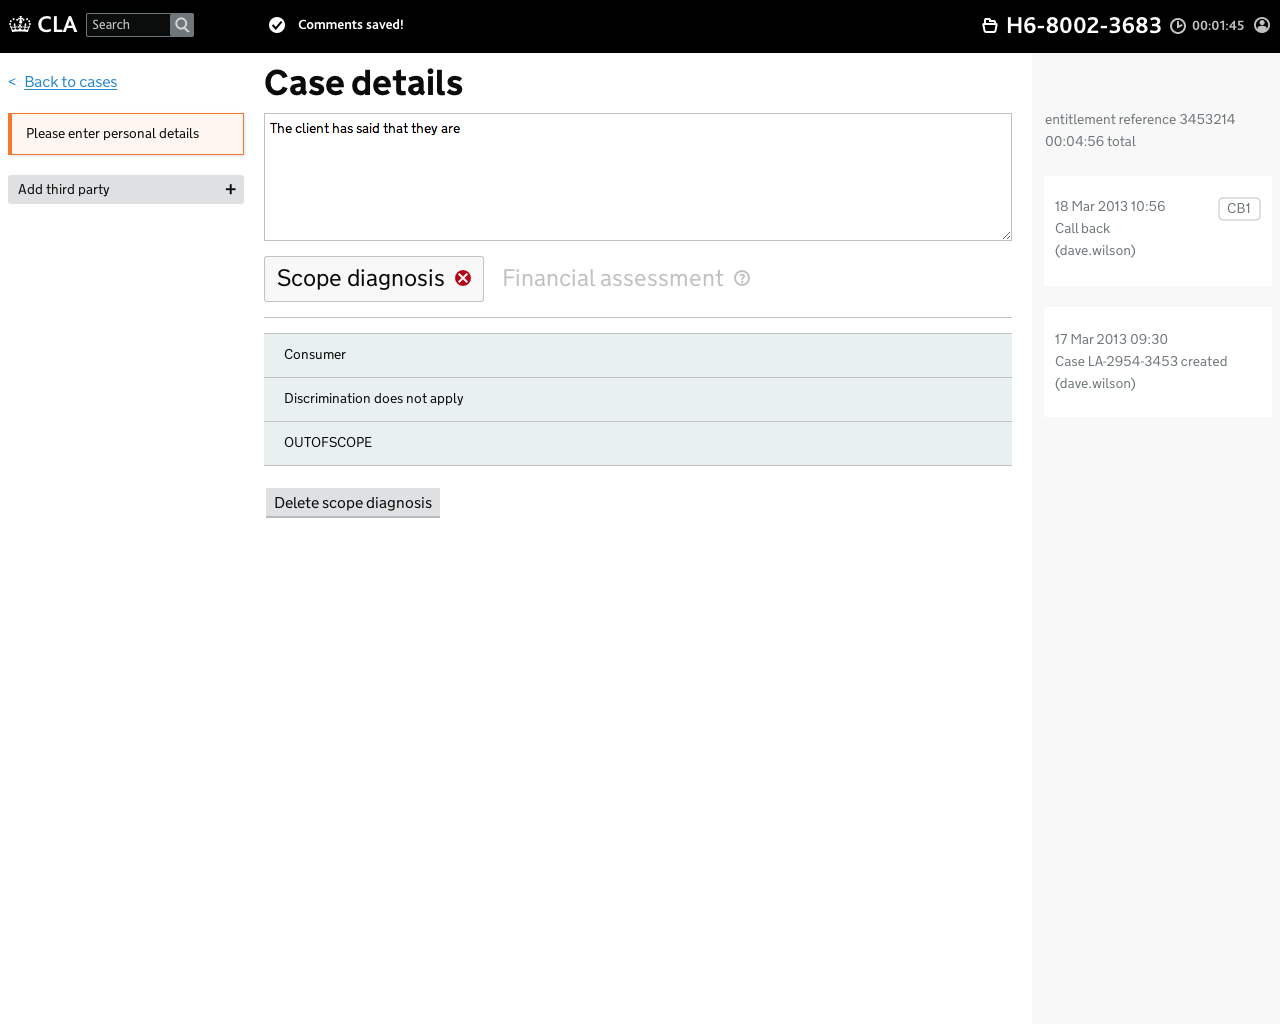 CLA
Search
Comments saved!
H6-8002-3683
00:01:45
< Back to cases
Please enter personal details
Add third party +
Case details
The client has said that they are
Scope diagnosis
Financial assessment ?
Consumer
Discrimination does not apply
OUTOFSCOPE
Delete scope diagnosis
entitlement reference 3453214
00:04:56 total
18 Mar 2013 10:56
CB1
Call back
(dave.wilson)
17 Mar 2013 09:30
Case LA-2954-3453 created
(dave.wilson)